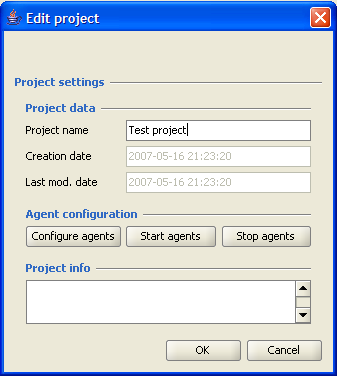 Edit project
Project settings
Project data
Project name Test project
Creation date 2007-05-16 21:23:20
Last mod. date 2007-05-16 21:23:20
Agent configuration
Configure agents Start agents Stop agents
Project info
OK Cancel